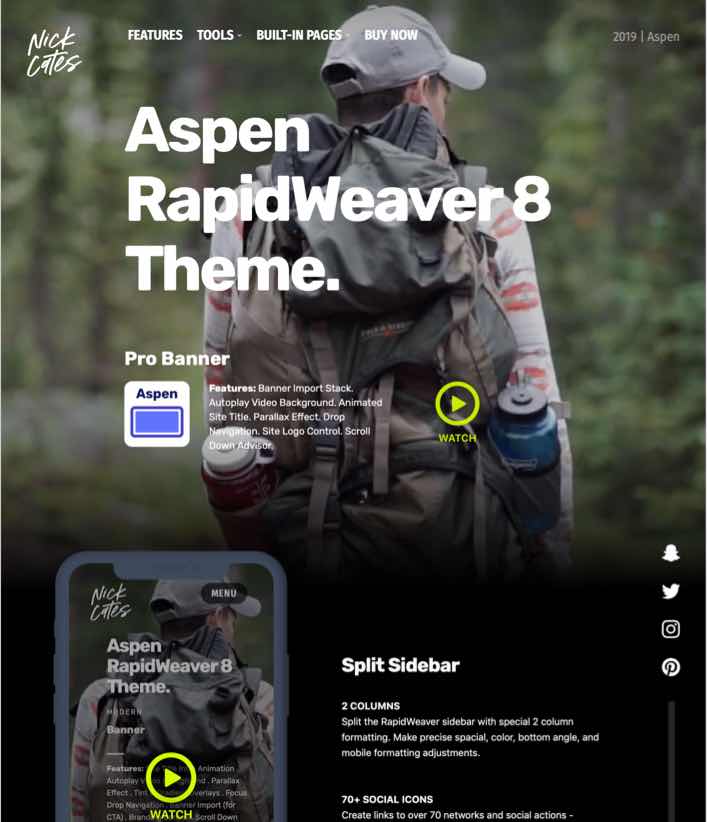 Nick
Cates
FEATURES TOOLS BUILT-IN PAGES BUY NOW
2019 | Aspen
Aspen
RapidWeaver 8
Theme.
Pro Banner
Aspen
Features: Banner Import Stack.
Autoplay Video Background. Animated
Site Title. Parallax Effect. Drop
Navigation. Site Logo Control. Scroll
Down Advisor.
WATCH
Nick
Cates
MENU
Aspen
RapidWeaver 8
Theme.
MODERN
Banner
Features: Animation
Autoplay . Parallax
Effect . Tint . Overlays . Focus
Drop Navigation . Banner Import (for
CTA) . Scroll Down
WATCH
Split Sidebar
2 COLUMNS
Split the RapidWeaver sidebar with special 2 column
formatting. Make precise spacial, color, bottom angle, and
mobile formatting adjustments.
70+ SOCIAL ICONS
Create links to over 70 networks and social actions -